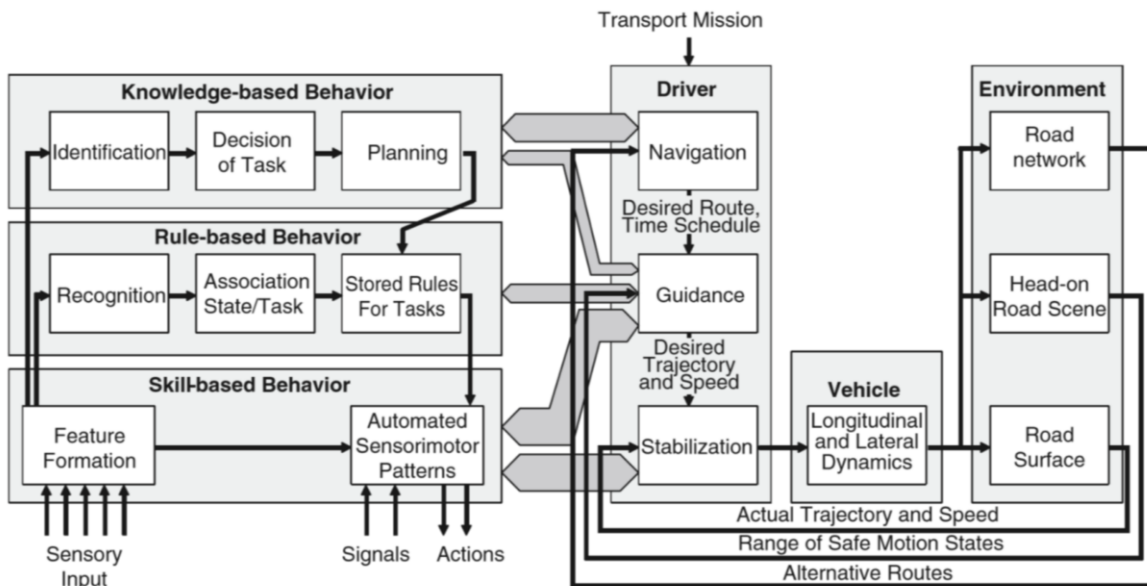 Transport Mission
Knowledge-based Behavior
Identification
Decision
of Task
Planning
Rule-based Behavior
Recognition
Association
State/Task
Stored Rules
For Tasks
Skill-based Behavior
Feature
Formation
Automated
Sensorimotor
Patterns
Sensory
Input
Signals
Actions
Driver
Navigation
Desired Route,
Time Schedule
Guidance
Desired
Trajectory
and Speed
Stabilization
Vehicle
Longitudinal
and Lateral
Dynamics
Environment
Road
network
Head-on
Road Scene
Road
Surface
Actual Trajectory and Speed
Range of Safe Motion States
Alternative Routes